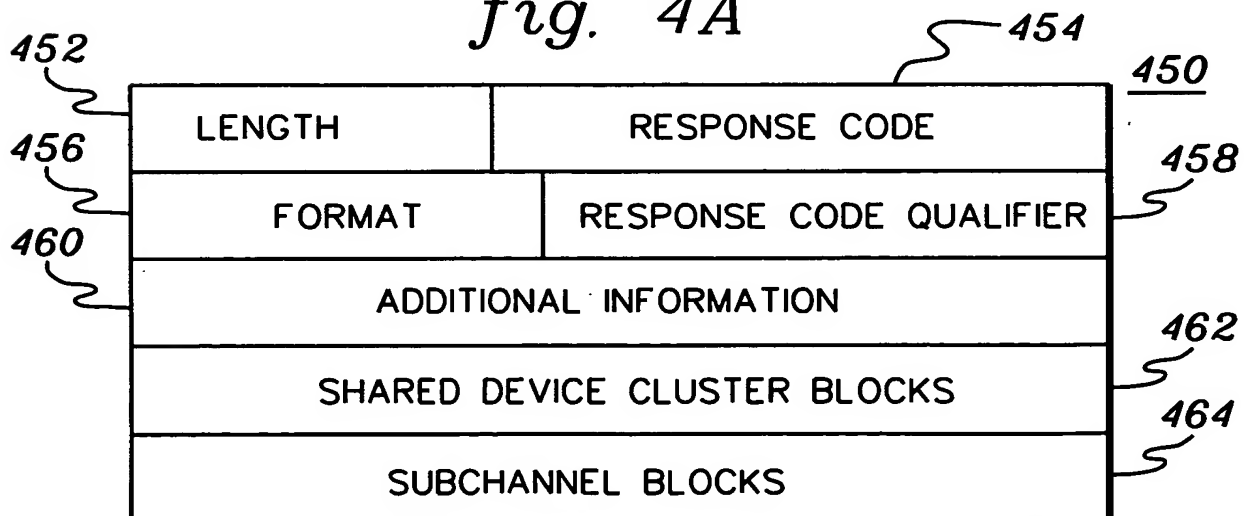 fig. 4A
454
452
450
LENGTH RESPONSE CODE
456
458
FORMAT RESPONSE CODE QUALIFIER
460
ADDITIONAL INFORMATION
462
SHARED DEVICE CLUSTER BLOCKS
464
SUBCHANNEL BLOCKS